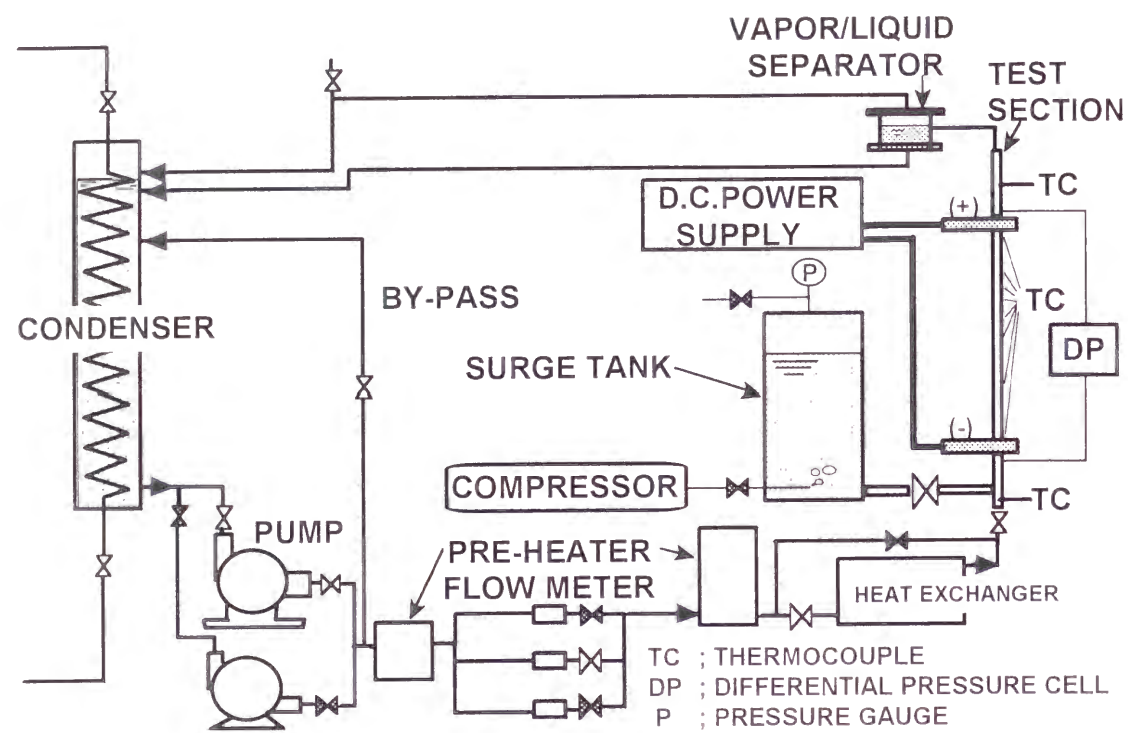 VAPOR/LIQUID
SEPARATOR
TEST
SECTION
TC
D.C.POWER
SUPPLY
(+)
P
BY-PASS
TC
CONDENSER
DP
SURGE TANK
(-)
COMPRESSOR
TC
PUMP
PRE-HEATER
FLOW METER
HEAT EXCHANGER
TC ; THERMOCOUPLE
DP ; DIFFERENTIAL PRESSURE CELL
P ; PRESSURE GAUGE